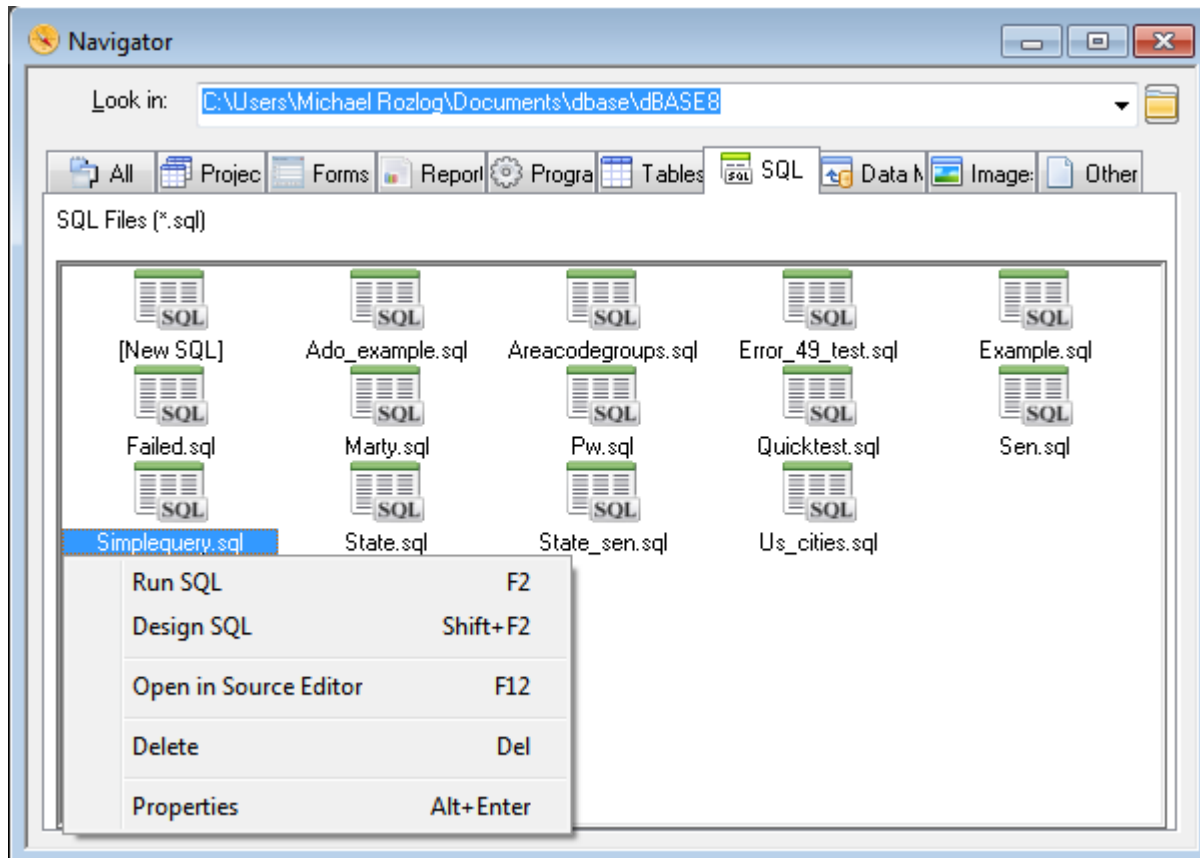 Navigator
Look in: C:\Users\Michael Rozlog\Documents\dbase\dBASE8
All Projec Forms Report Progra Tables SQL Data M Images Other
SQL Files (*.sql)
SQL SQL SQL SQL SQL
[New SQL] Ado_example.sql Areacodegroups.sql Error_49_test.sql Example.sql
SQL SQL SQL SQL SQL
Failed.sql Marty.sql Pw.sql Quicktest.sql Sen.sql
SQL SQL SQL SQL
Simplequery.sql State.sql State_sen.sql Us_cities.sql
Run SQL F2
Design SQL Shift+F2
Open in Source Editor F12
Delete Del
Properties Alt+Enter